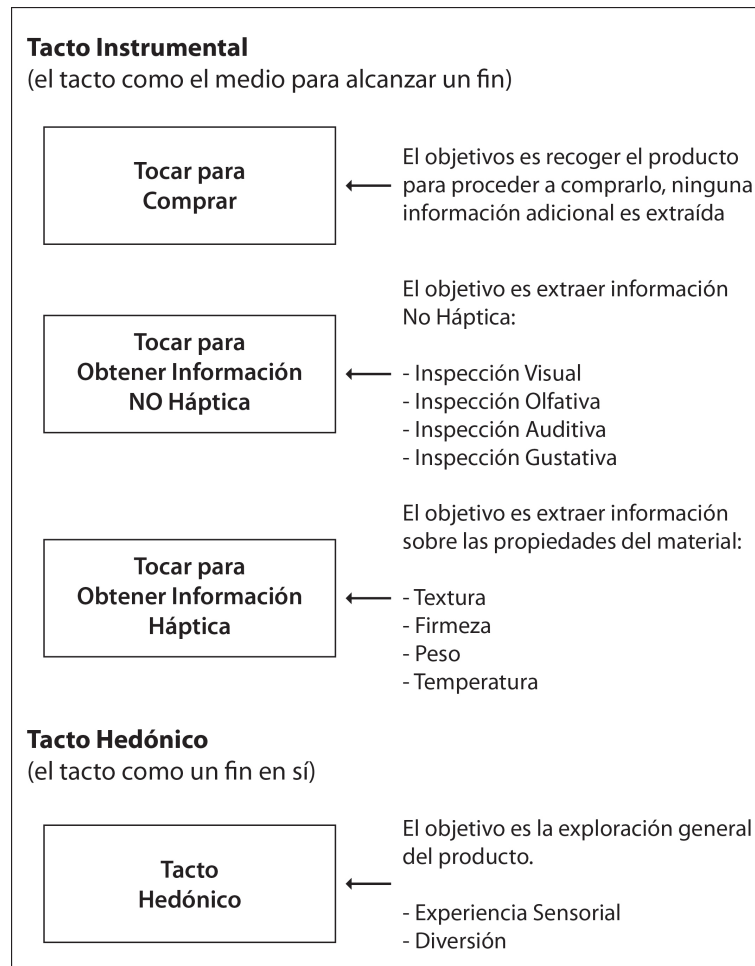 Tacto Instrumental
(el tacto como el medio para alcanzar un fin)
Tocar para
Comprar
El objetivos es recoger el producto
para proceder a comprarlo, ninguna
información adicional es extraída
Tocar para
Obtener Información
NO Háptica
El objetivo es extraer información
No Háptica:
- Inspección Visual
- Inspección Olfativa
- Inspección Auditiva
- Inspección Gustativa
Tocar para
Obtener Información
Háptica
El objetivo es extraer información
sobre las propiedades del material:
- Textura
- Firmeza
- Peso
- Temperatura
Tacto Hedónico
(el tacto como un fin en sí)
Tacto
Hedónico
El objetivo es la exploración general
del producto.
- Experiencia Sensorial
- Diversión